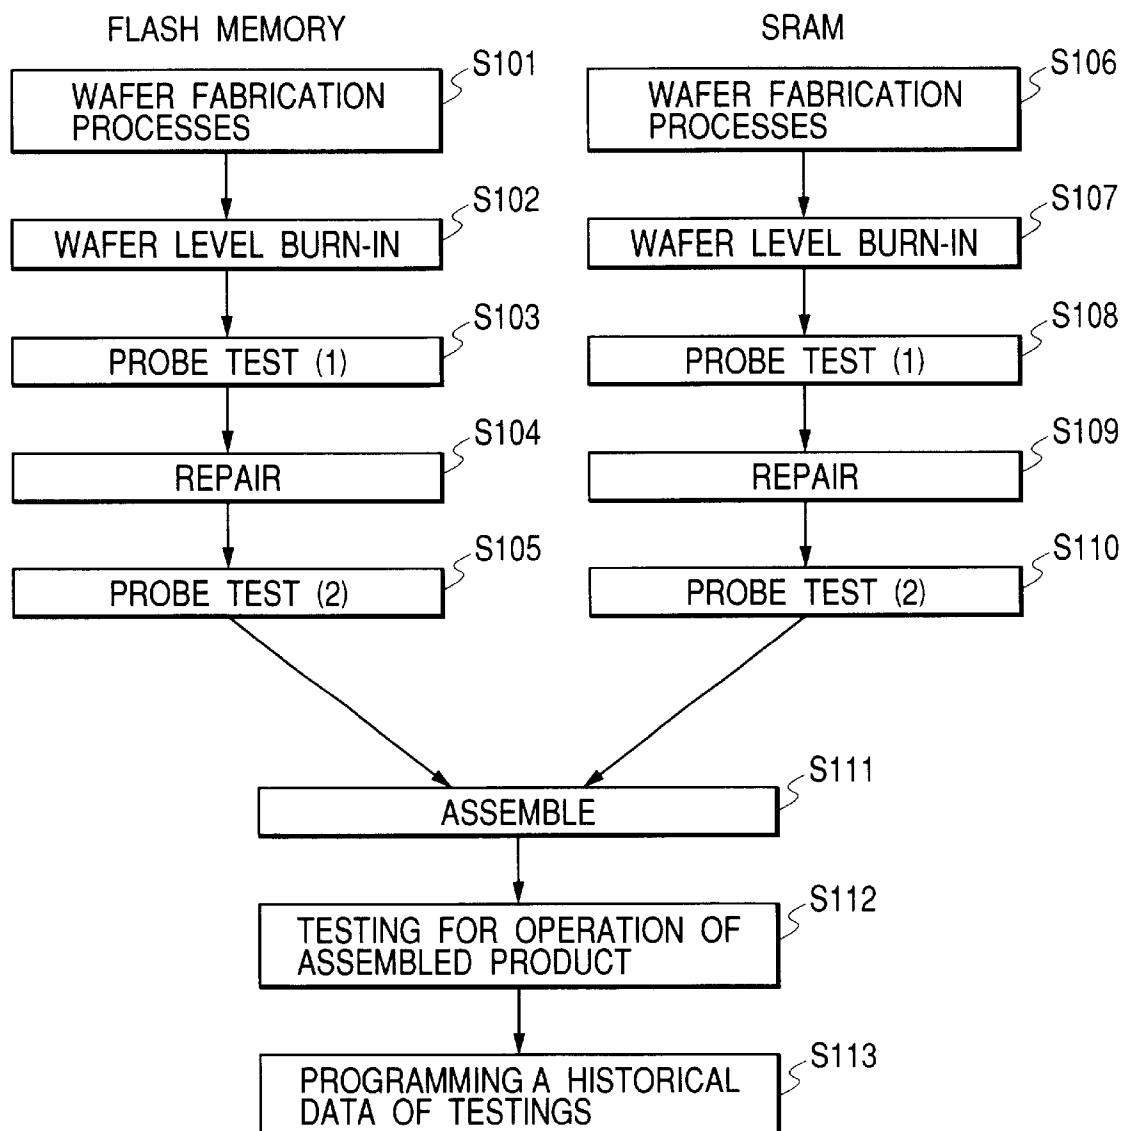 FLASH MEMORY
WAFER FABRICATION
PROCESSES
S101
WAFER LEVEL BURN-IN
S102
PROBE TEST (1)
S103
REPAIR
S104
PROBE TEST (2)
S105
SRAM
WAFER FABRICATION
PROCESSES
S106
WAFER LEVEL BURN-IN
S107
PROBE TEST (1)
S108
REPAIR
S109
PROBE TEST (2)
S110
ASSEMBLE
S111
TESTING FOR OPERATION OF
ASSEMBLED PRODUCT
S112
PROGRAMMING A HISTORICAL
DATA OF TESTINGS
S113